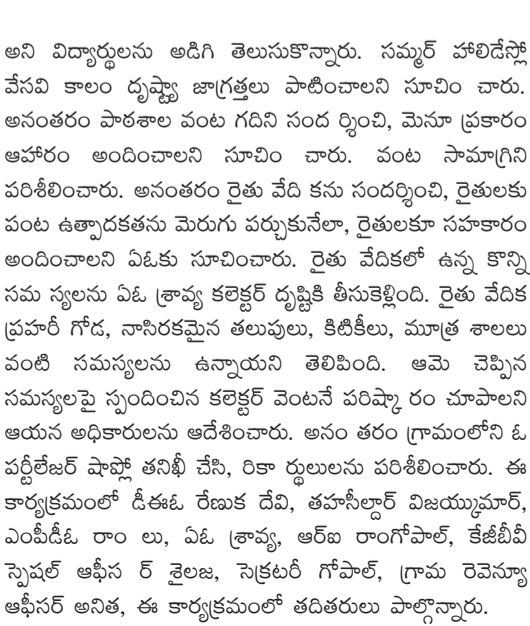 అని విద్యార్థులను అడిగి తెలుసుకొన్నారు. సమ్మర్ హాలిడేస్లో
వేసవి కాలం దృష్ట్యా జాగ్రత్తలు పాటించాలని సూచిం చారు.
అనంతరం పాఠశాల వంట గదిని సంద ర్శించి, మెనూ ప్రకారం
ఆహారం అందించాలని సూచిం చారు. వంట సామాగ్రిని
పరిశీలించారు. అనంతరం రైతు వేది కను సందర్శించి, రైతులకు
పంట ఉత్పాదకతను మెరుగు పర్చుకునేలా, రైతులకూ సహకారం
అందించాలని ఏఓకు సూచించారు. రైతు వేదికలో ఉన్న కొన్ని
సమ స్యలను ఏఓ శ్రావ్య కలెక్టర్ దృష్టికి తీసుకెళ్లింది. రైతు వేదిక
ప్రహరీ గోడ, నాసిరకమైన తలుపులు, కిటికీలు, మూత్ర శాలలు
వంటి సమస్యలను ఉన్నాయని తెలిపింది. ఆమె చెప్పిన
సమస్యలపై స్పందించిన కలెక్టర్ వెంటనే పరిష్కా రం చూపాలని
ఆయన అధికారులను ఆదేశించారు. అనం తరం గ్రామంలోని ఓ
పర్టిలేజర్ షాప్లో తనిఖీ చేసి, రికా ర్థులులను పరిశీలించారు. ఈ
కార్యక్రమంలో డీఈఓ రేణుక దేవి, తహసీల్దార్ విజయ్కుమార్,
ఎంపీడీఓ రాం లు, ఏఓ శ్రావ్య, ఆర్ఐ రాంగోపాల్, కేజీబీవీ
స్పెషల్ ఆఫీస ర్ శైలజ, సెక్రటరీ గోపాల్, గ్రామ రెవెన్యూ
ఆఫీసర్ అనిత, ఈ కార్యక్రమంలో తదితరులు పాల్గొన్నారు.